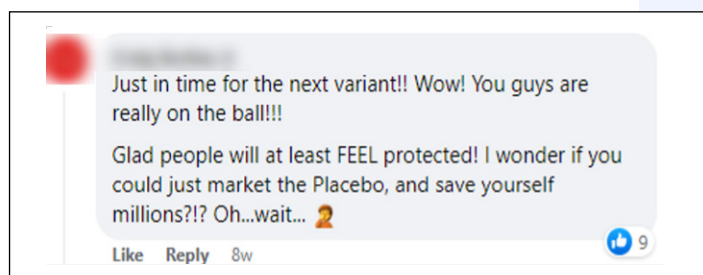 Just in time for the next variant!! Wow! You guys are
really on the ball!!!
Glad people will at least FEEL protected! I wonder if you
could just market the Placebo, and save yourself
millions?!? Oh...wait... 🤦
9
Like Reply 8w